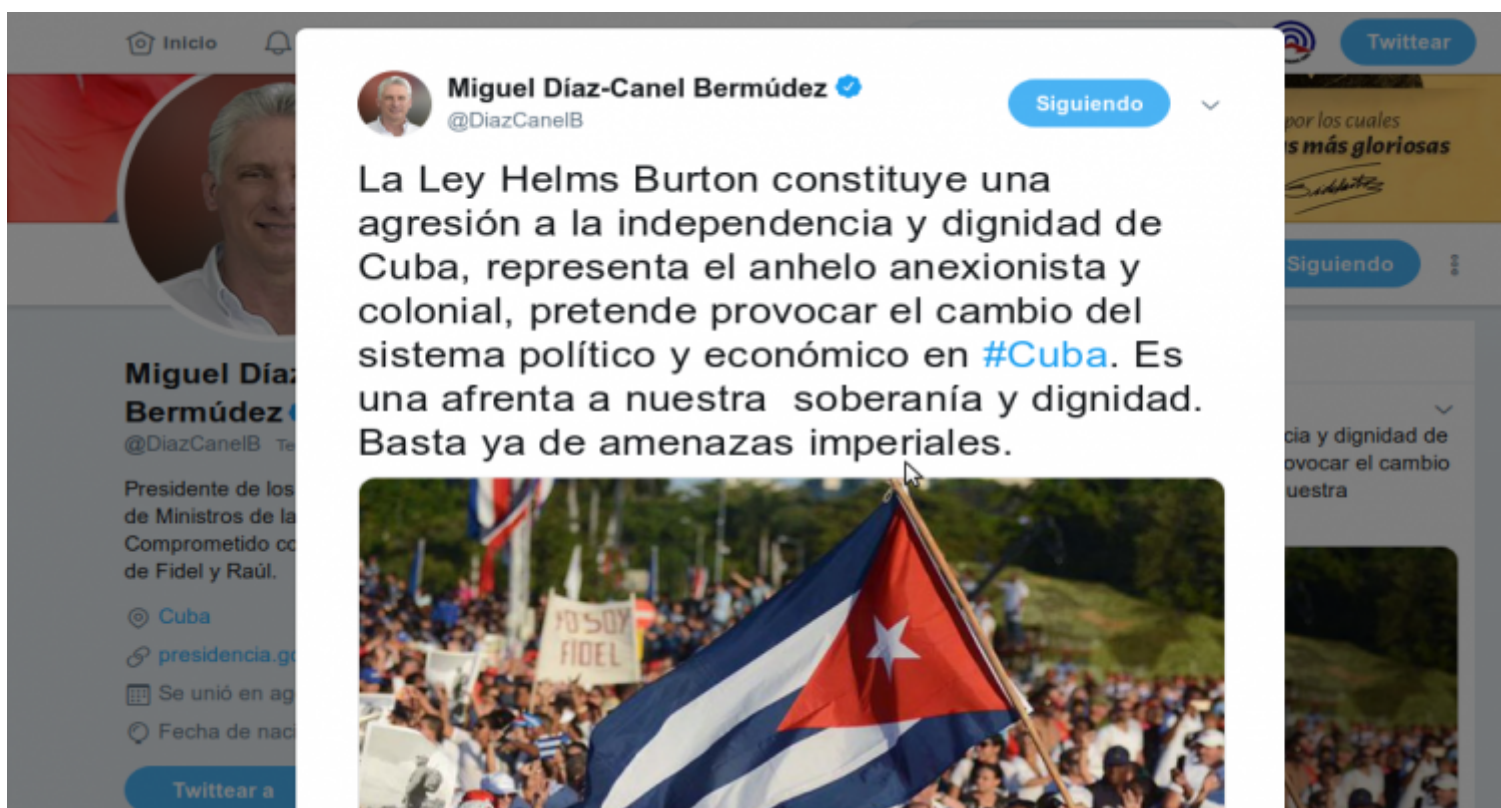 Inicio
Twittear
Miguel Díaz-Canel Bermúdez
@DiazCanelB
Siguiendo
La Ley Helms Burton constituye una
agresión a la independencia y dignidad de
Cuba, representa el anhelo anexionista y
colonial, pretende provocar el cambio del
sistema político y económico en #Cuba. Es
una afrenta a nuestra soberanía y dignidad.
Basta ya de amenazas imperiales.
YO SOY
FIDEL
Miguel Díaz
Bermúdez
@DiazCanelB Te
Presidente de los
de Ministros de la
Comprometido co
de Fidel y Raúl.
Cuba
presidencia.go
Se unió en ag
Fecha de naci
Twittear a
por los cuales
s más gloriosas
Siguiendo
cia y dignidad de
ovocar el cambio
uestra